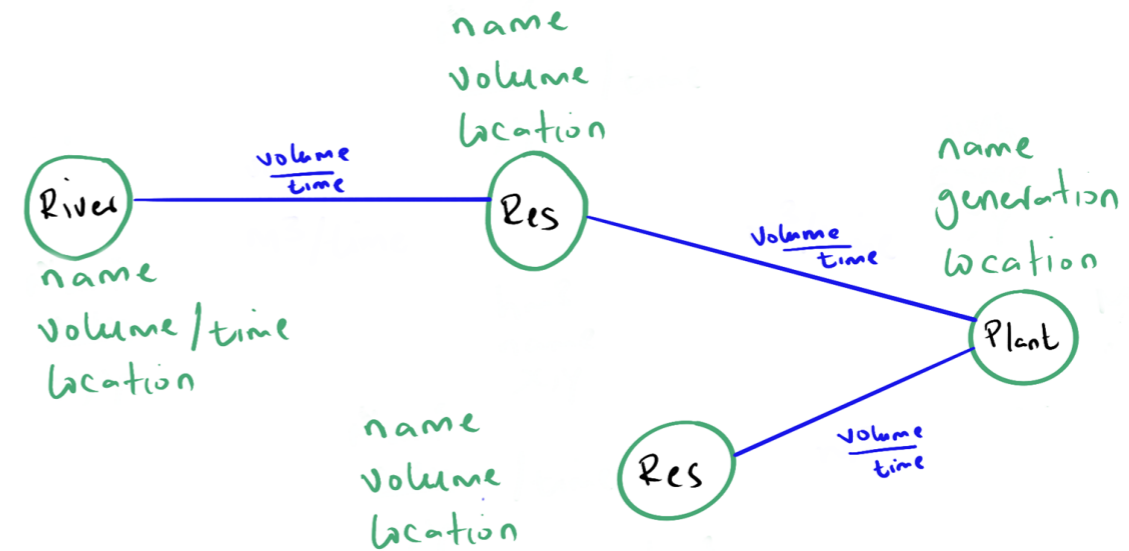 name
volume
location
River
volume
time
Res
name
volume/time
location
volume
time
name
generation
location
Plant
name
volume
location
Res
volume
time